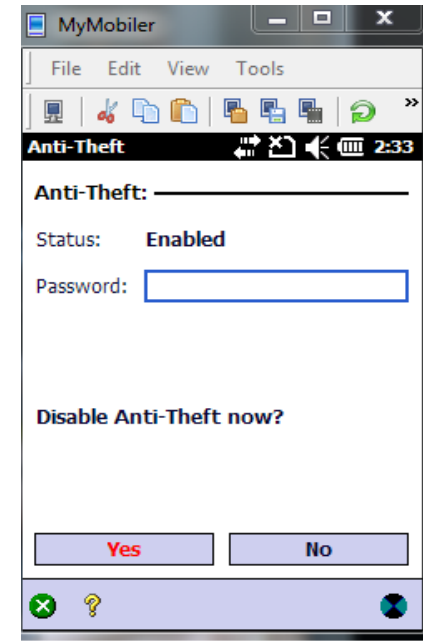 MyMobiler
File Edit View Tools
»
Anti-Theft 2:33
Anti-Theft:
Status: Enabled
Password:
Disable Anti-Theft now?
Yes No